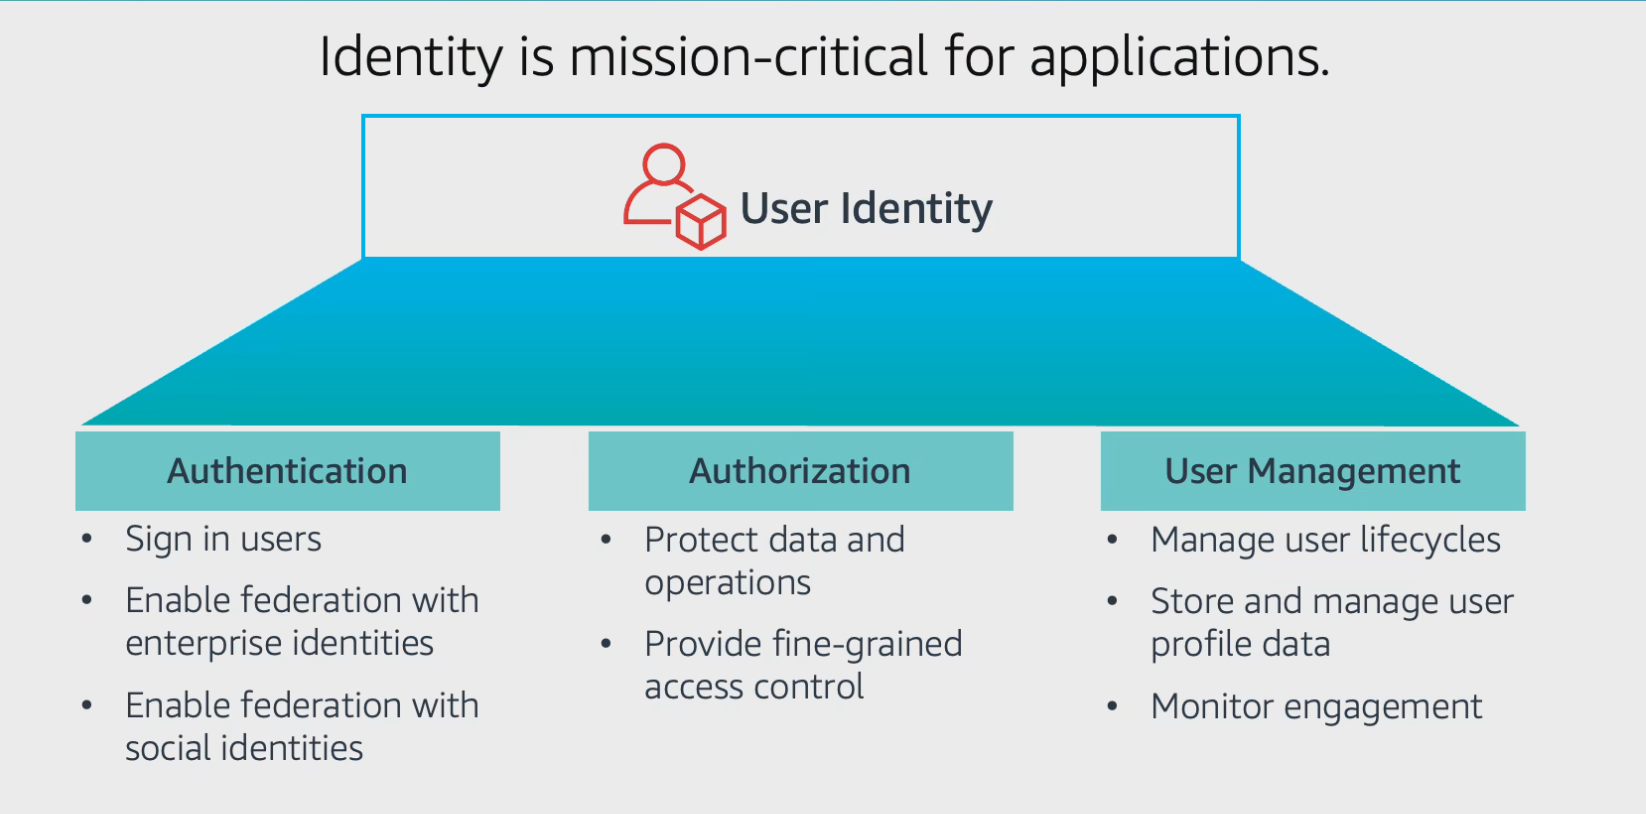 Identity is mission-critical for applications.
User Identity
Authentication
• Sign in users
• Enable federation with
enterprise identities
• Enable federation with
social identities
Authorization
• Protect data and
operations
• Provide fine-grained
access control
User Management
• Manage user lifecycles
• Store and manage user
profile data
• Monitor engagement